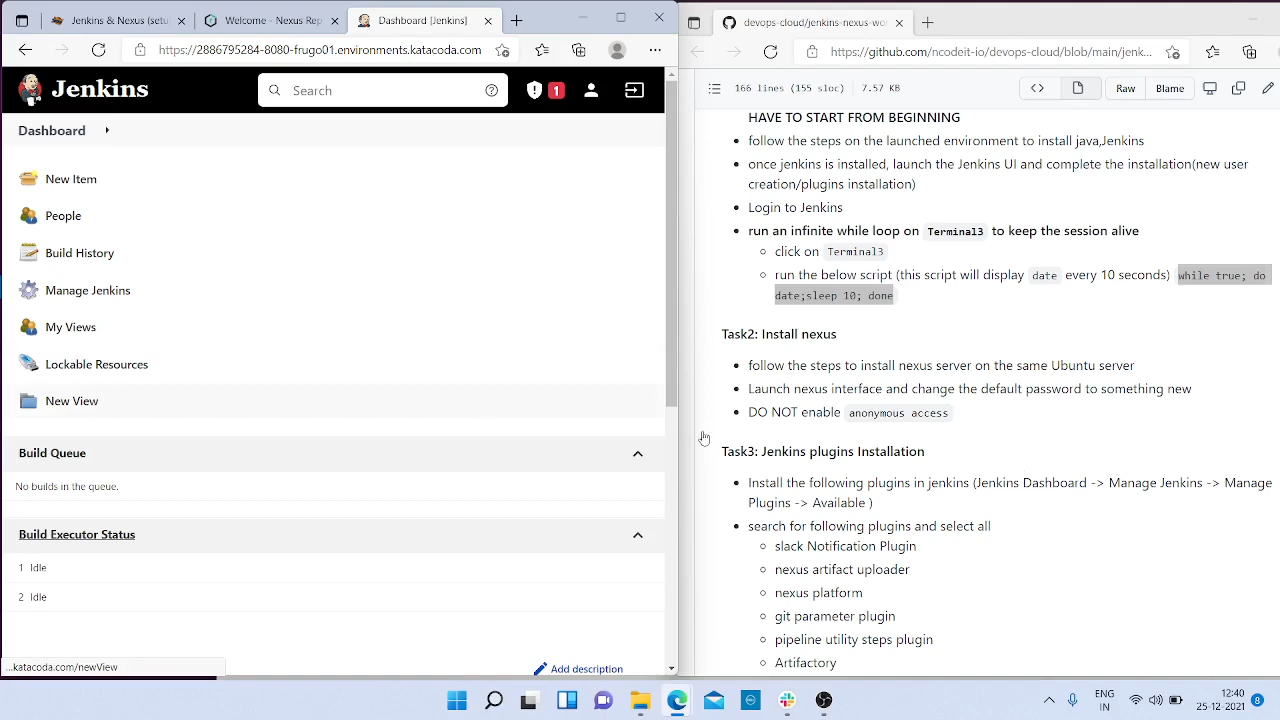 Jenkins & Nexus (setu
Welcome - Nexus Rep
Dashboard [Jenkins]
https://2886795284-8080-frugo01.environments.katacoda.com
Jenkins
Search
1
Dashboard
New Item
People
Build History
Manage Jenkins
My Views
Lockable Resources
New View
Build Queue
No builds in the queue.
Build Executor Status
1 Idle
2 Idle
...katacoda.com/newView
Add description
devops-cloud/jenkins-nexus-wo
https://github.com/ncodeit-io/devops-cloud/blob/main/jenk...
166 lines (155 sloc) 7.57 KB
Raw
Blame
HAVE TO START FROM BEGINNING
follow the steps on the launched environment to install java,Jenkins
once jenkins is installed, launch the Jenkins UI and complete the installation(new user
creation/plugins installation)
Login to Jenkins
run an infinite while loop on Terminal3 to keep the session alive
click on Terminal3
run the below script (this script will display date every 10 seconds) while true; do
date;sleep 10; done
Task2: Install nexus
follow the steps to install nexus server on the same Ubuntu server
Launch nexus interface and change the default password to something new
DO NOT enable anonymous access
Task3: Jenkins plugins Installation
Install the following plugins in jenkins (Jenkins Dashboard -> Manage Jenkins -> Manage
Plugins -> Available )
search for following plugins and select all
slack Notification Plugin
nexus artifact uploader
nexus platform
git parameter plugin
pipeline utility steps plugin
Artifactory
ENG
IN
12:40
25-12-2021
8